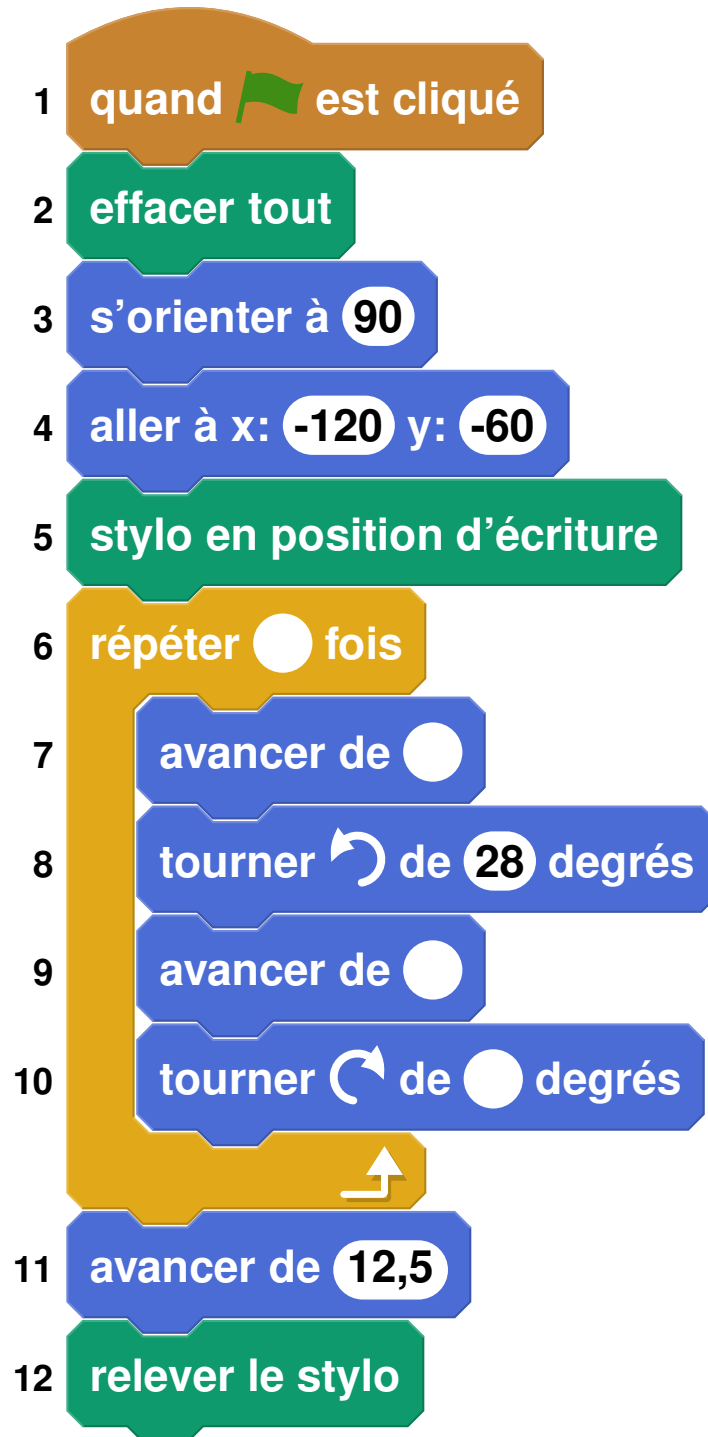 1 quand est cliqué
2 effacer tout
3 s’orienter à 90
4 aller à x: -120 y: -60
5 stylo en position d’écriture
6 répéter fois
7 avancer de
8 tourner de 28 degrés
9 avancer de
10 tourner de degrés
11 avancer de 12,5
12 relever le stylo